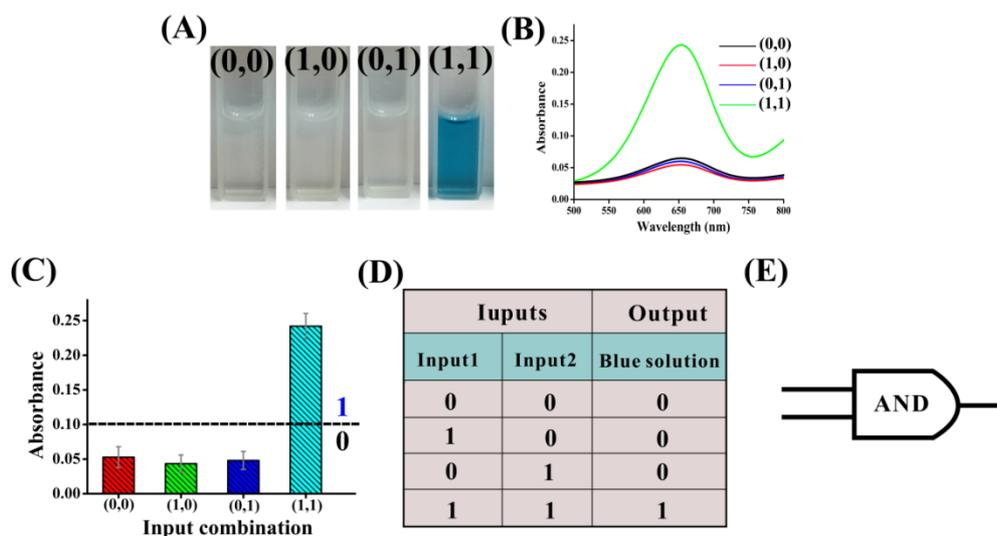 (A)
(0,0) (1,0) (0,1) (1,1)
(B)
0.25
0.20
0.15
0.10
0.05
0.00
Absorbance
500 550 600 650 700 750 800
Wavelength (nm)
(0,0)
(1,0)
(0,1)
(1,1)
(C)
0.25
0.20
0.15
0.10
0.05
0.00
Absorbance
1
0
(0,0) (1,0) (0,1) (1,1)
Input combination
(D)
Iuputs Output
Input1 Input2 Blue solution
0 0 0
1 0 0
0 1 0
1 1 1
(E)
AND